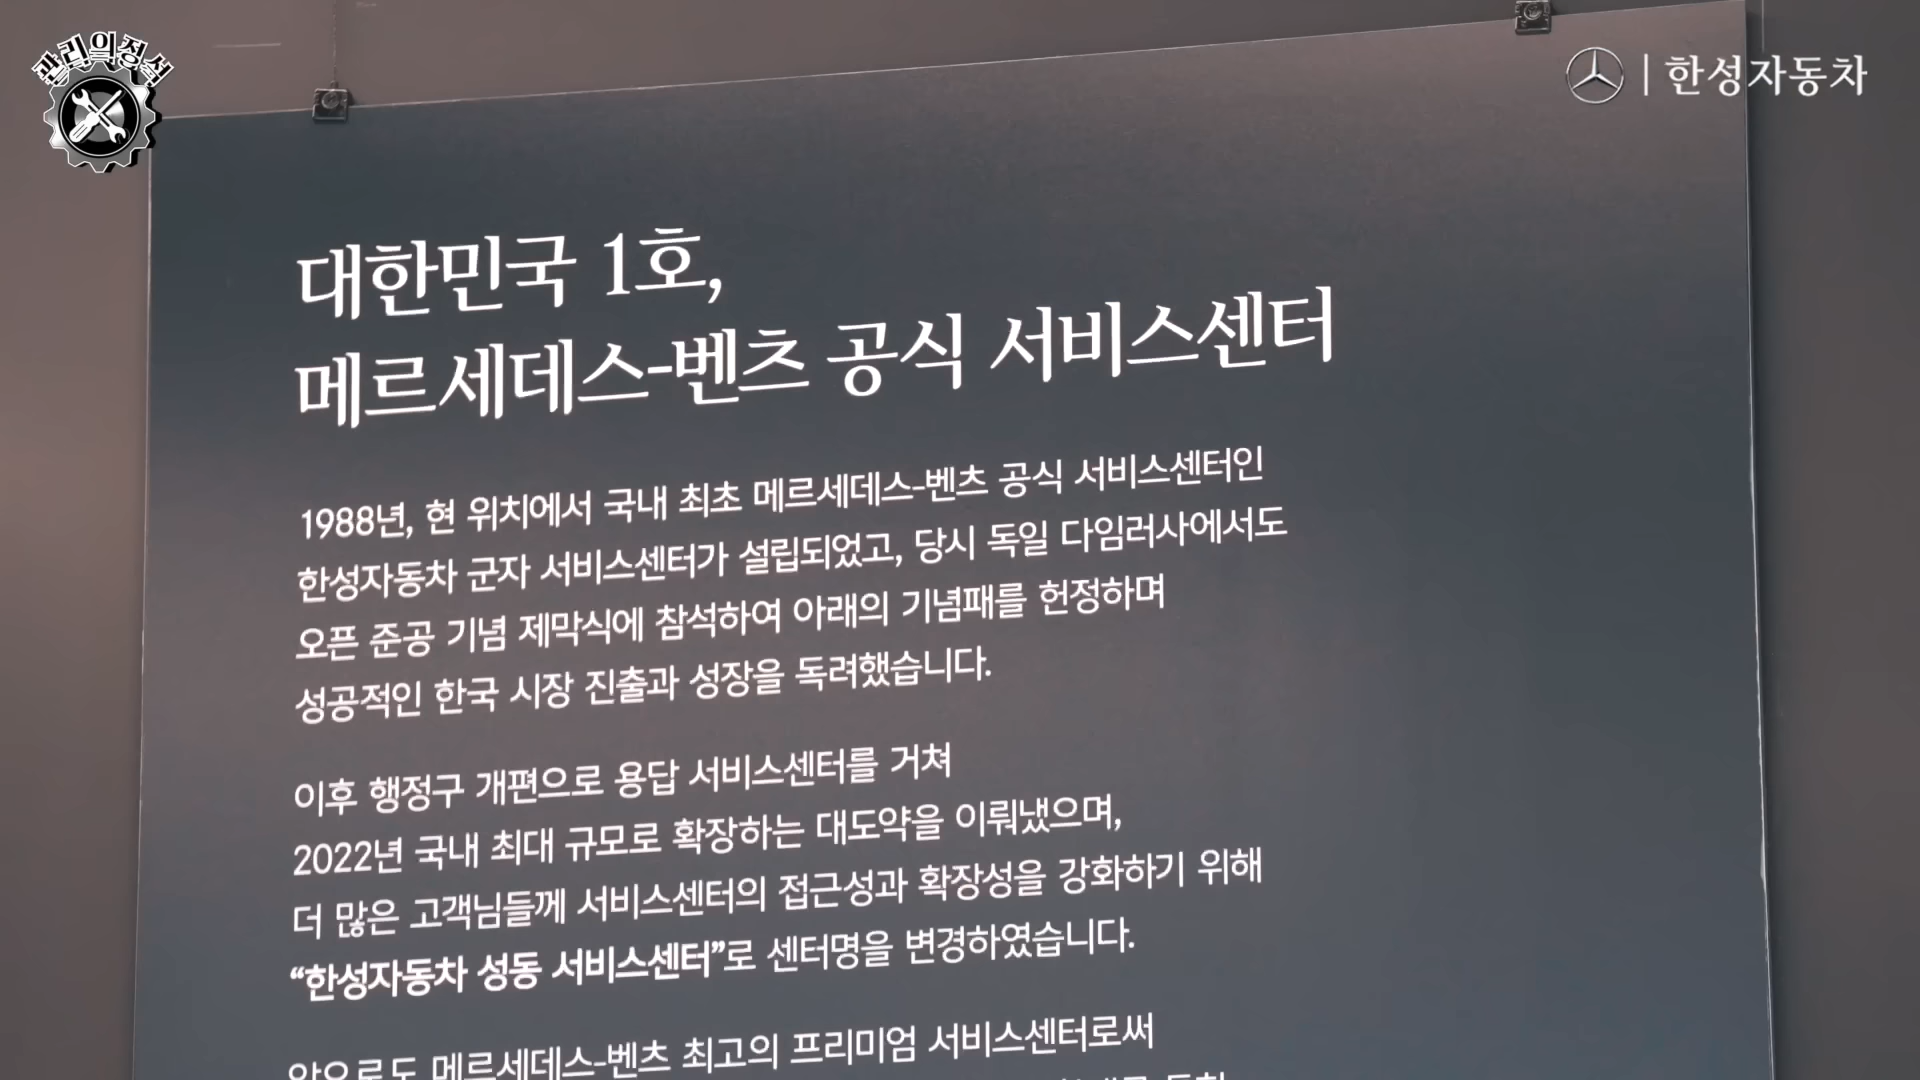 관리의정석
한성자동차
대한민국 1호,
메르세데스-벤츠 공식 서비스센터
1988년, 현 위치에서 국내 최초 메르세데스-벤츠 공식 서비스센터인
한성자동차 군자 서비스센터가 설립되었고, 당시 독일 다임러사에서도
오픈 준공 기념 제막식에 참석하여 아래의 기념패를 헌정하며
성공적인 한국 시장 진출과 성장을 독려했습니다.
이후 행정구 개편으로 용답 서비스센터를 거쳐
2022년 국내 최대 규모로 확장하는 대도약을 이뤄냈으며,
더 많은 고객님들께 서비스센터의 접근성과 확장성을 강화하기 위해
“한성자동차 성동 서비스센터”로 센터명을 변경하였습니다.
앞으로도 메르세데스-벤츠 최고의 프리미엄 서비스센터로써